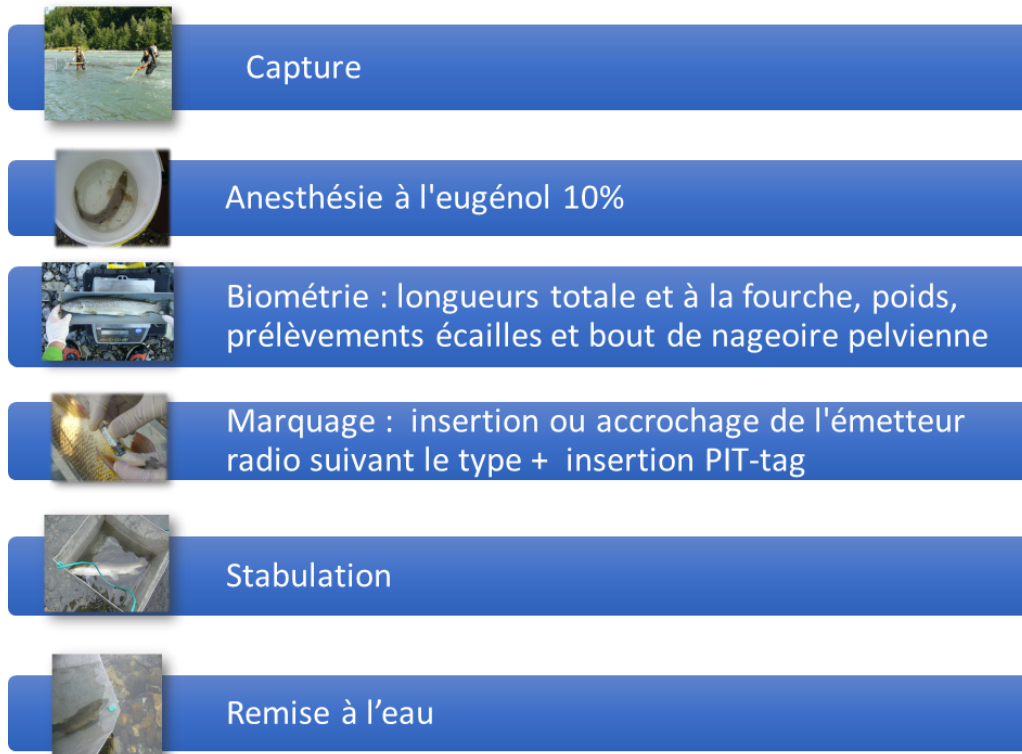 Capture
Anesthésie à l'eugénol 10%
Biométrie : longueurs totale et à la fourche, poids,
prélèvements écailles et bout de nageoire pelvienne
Marquage :  insertion ou accrochage de l'émetteur
radio suivant le type +  insertion PIT-tag
Stabulation
Remise à l’eau